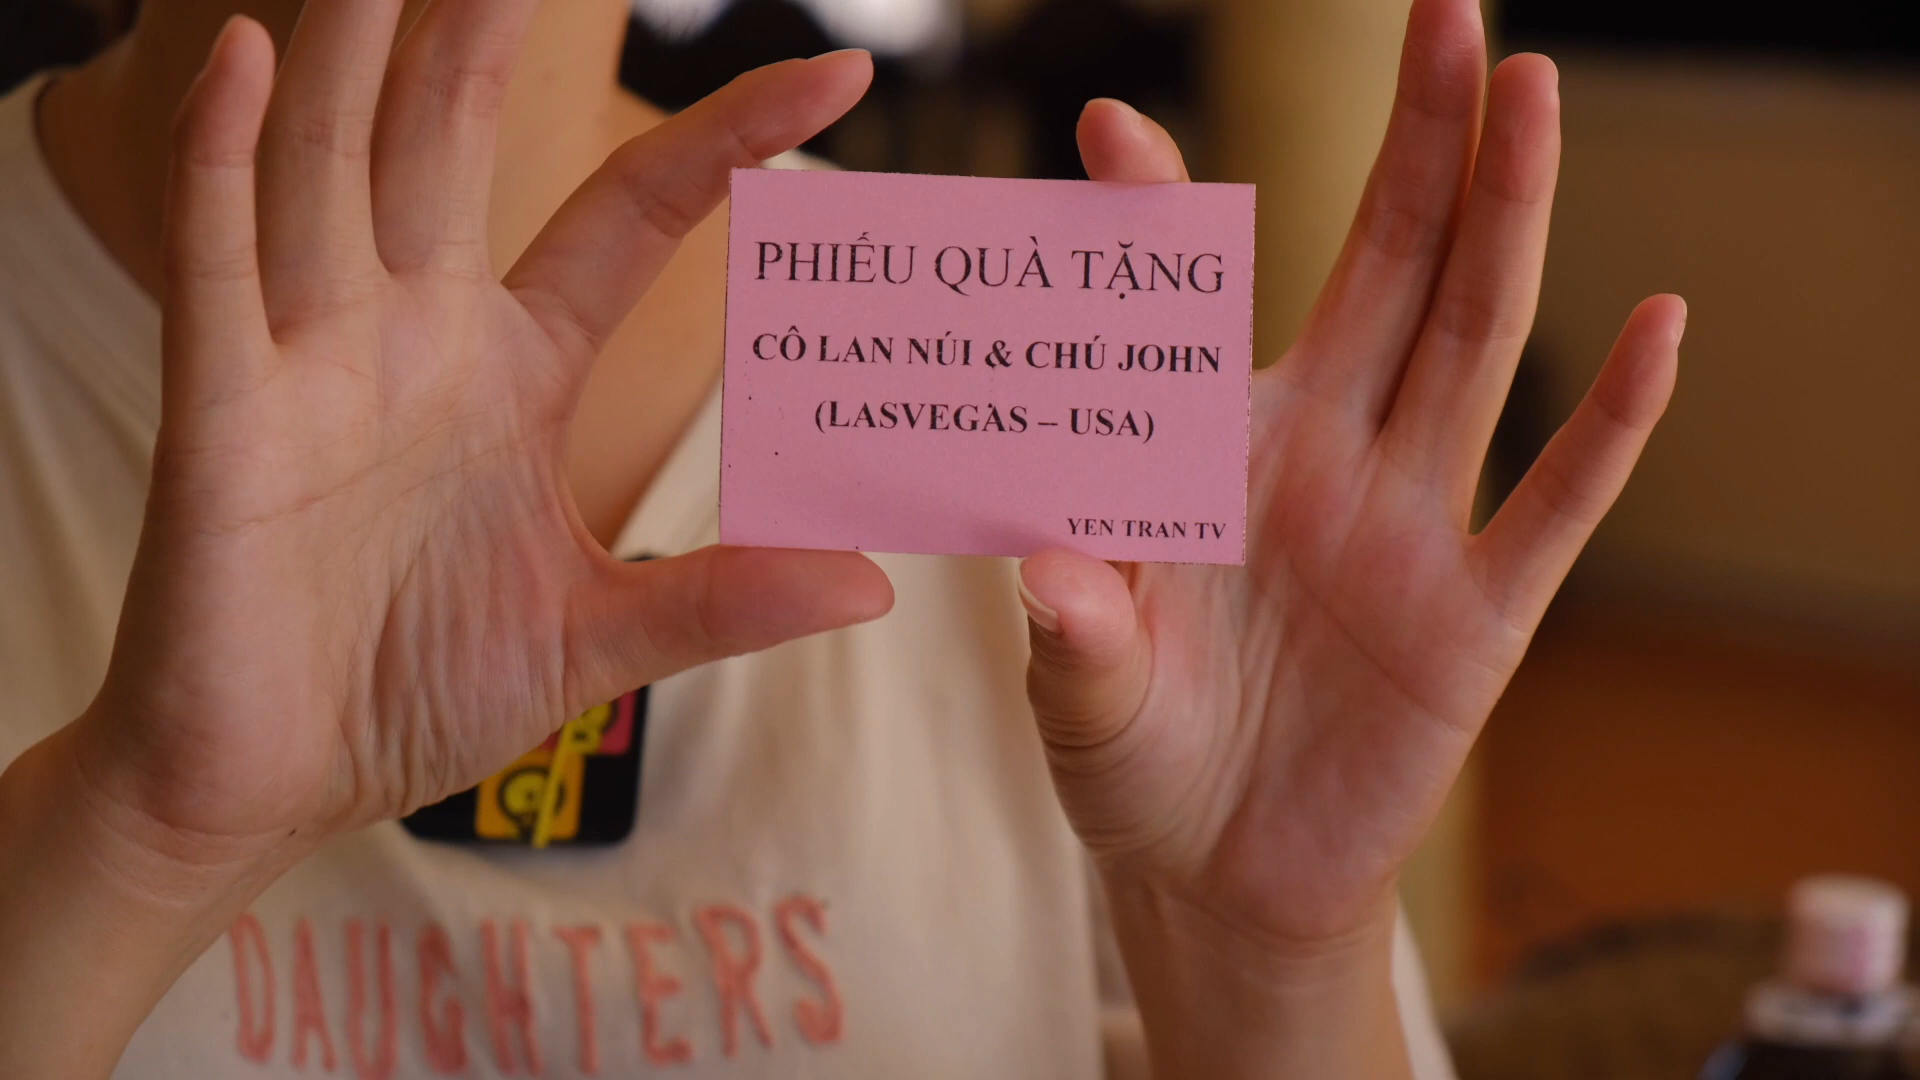 PHIẾU QUÀ TẶNG
CÔ LAN NÚI & CHÚ JOHN
(LASVEGAS – USA)
YEN TRAN TV
DAUGHTERS